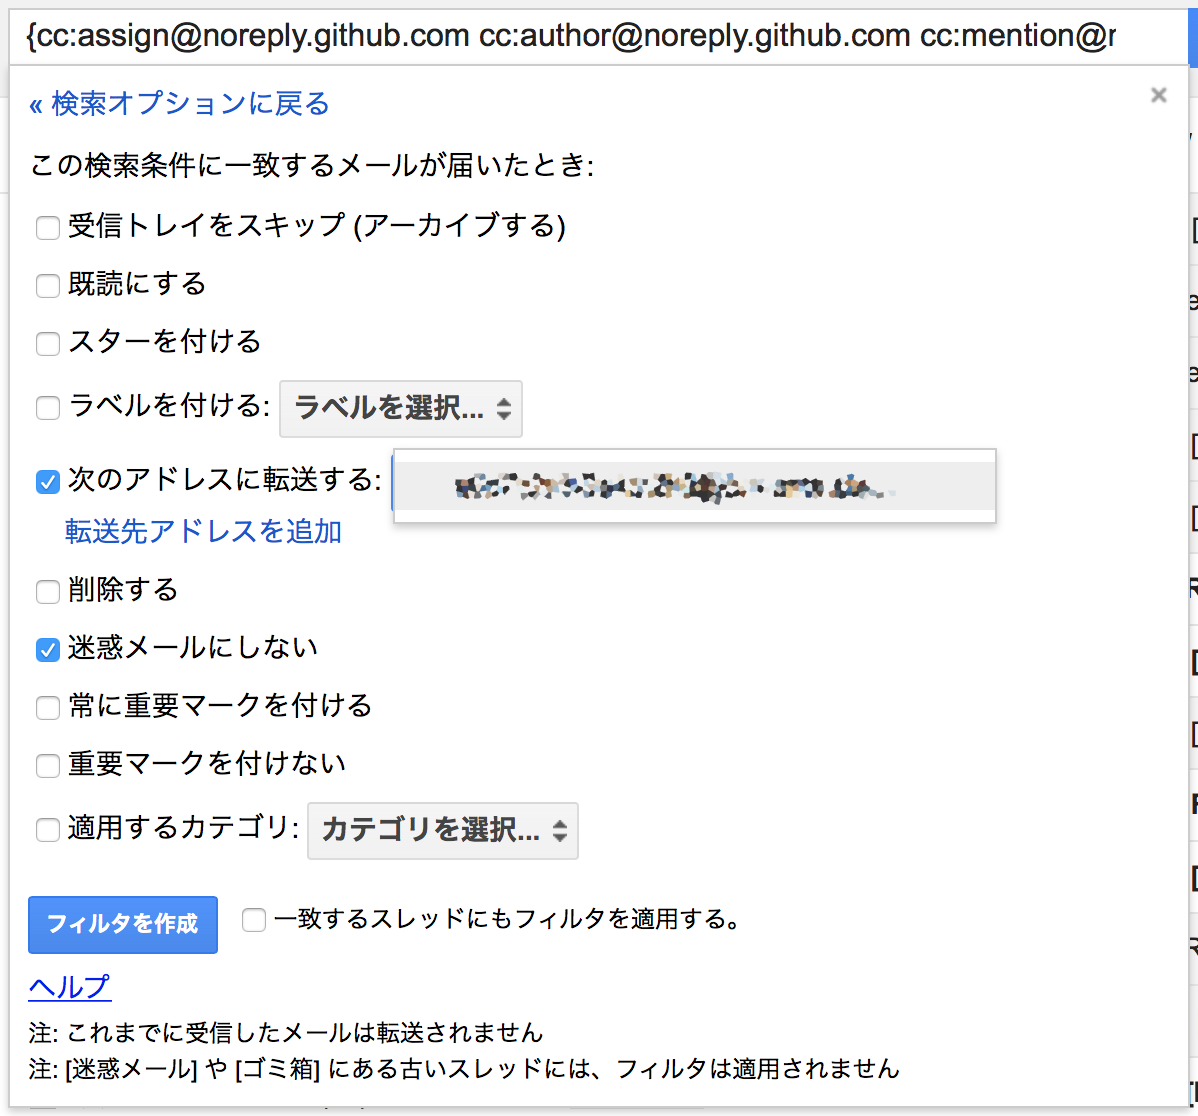 {cc:assign@noreply.github.com cc:author@noreply.github.com cc:mention@
« 検索オプションに戻る
この検索条件に一致するメールが届いたとき:
受信トレイをスキップ (アーカイブする)
既読にする
スターを付ける
ラベルを付ける: ラベルを選択...
次のアドレスに転送する:
転送先アドレスを追加
削除する
迷惑メールにしない
常に重要マークを付ける
重要マークを付けない
適用するカテゴリ: カテゴリを選択...
フィルタを作成 一致するスレッドにもフィルタを適用する。
ヘルプ
注: これまでに受信したメールは転送されません
注: [迷惑メール] や [ゴミ箱] にある古いスレッドには、フィルタは適用されません